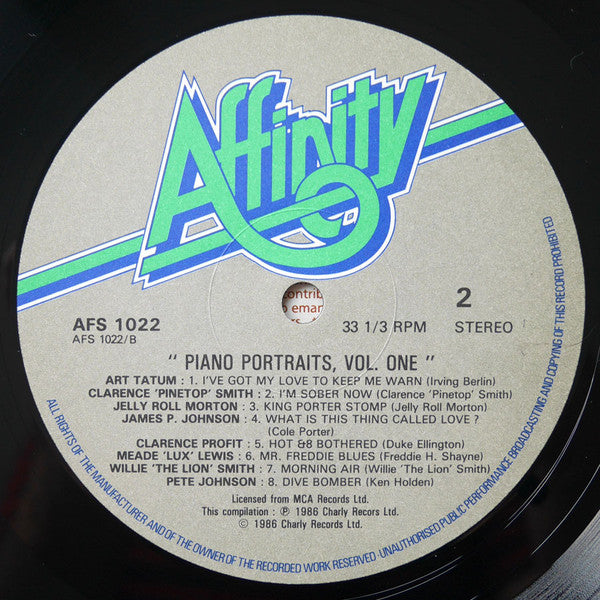 Affinity
contrib
o emar
rs. fo
AFS 1022
AFS 1022/B
33 1/3 RPM
2
STEREO
" PIANO PORTRAITS, VOL. ONE "
ART TATUM : 1. I'VE GOT MY LOVE TO KEEP ME WARN (Irving Berlin)
CLARENCE 'PINETOP' SMITH : 2. I'M SOBER NOW (Clarence 'Pinetop' Smith)
JELLY ROLL MORTON : 3. KING PORTER STOMP (Jelly Roll Morton)
JAMES P. JOHNSON : 4. WHAT IS THIS THING CALLED LOVE ?
(Cole Porter)
CLARENCE PROFIT : 5. HOT & BOTHERED (Duke Ellington)
MEADE 'LUX' LEWIS : 6. MR. FREDDIE BLUES (Freddie H. Shayne)
WILLIE 'THE LION' SMITH : 7. MORNING AIR (Willie 'The Lion' Smith)
PETE JOHNSON : 8. DIVE BOMBER (Ken Holden)
Licensed from MCA Records Ltd.
This compilation : ℗ 1986 Charly Recors Ltd.
© 1986 Charly Records Ltd.
ALL RIGHTS OF THE MANUFACTURER AND OF THE OWNER OF THE RECORDED WORK RESERVED · UNAUTHORISED PUBLIC PERFORMANCE BROADCASTING AND COPYING OF THIS RECORD PROHIBITED